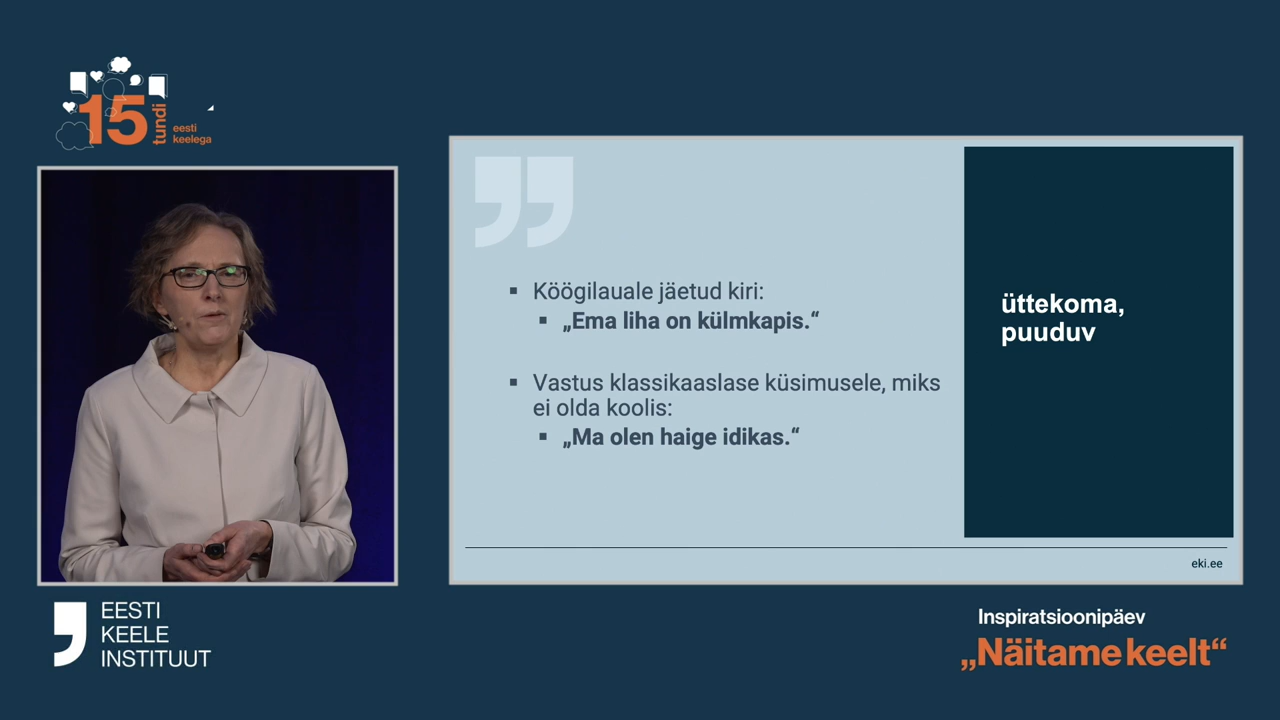 15
tundi
eesti
keelega
Köögilauale jäetud kiri:
„Ema liha on külmkapis.“
Vastus klassikaaslase küsimusele, miks
ei olda koolis:
„Ma olen haige idikas.“
üttekoma,
puuduv
eki.ee
EESTI
KEELE
INSTITUUT
Inspiratsioonipäev
„Näitame keelt“